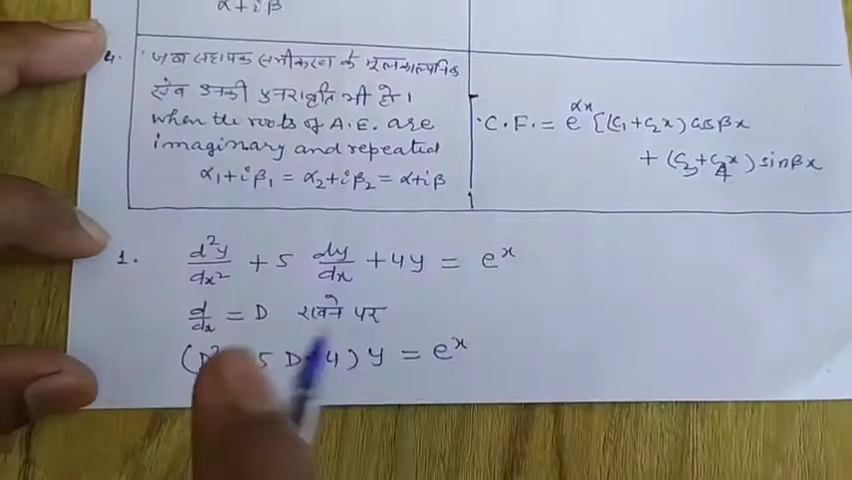 α+iβ
4. जब सहायक समीकरण के मूल काल्पनिक
एंव उनकी पुनरावृति भी हो।
when the roots of A.E. are
imaginary and repeated
α₁+iβ₁ = α₂+iβ₂ = α+iβ
C.F. = e^αx [(C₁+C₂x) cosβx
+ (C₃+C₄x) sinβx
1. d²y/dx² + 5 dy/dx + 4y = e^x
d/dx = D रखने पर
(D² 5D 4) y = e^x